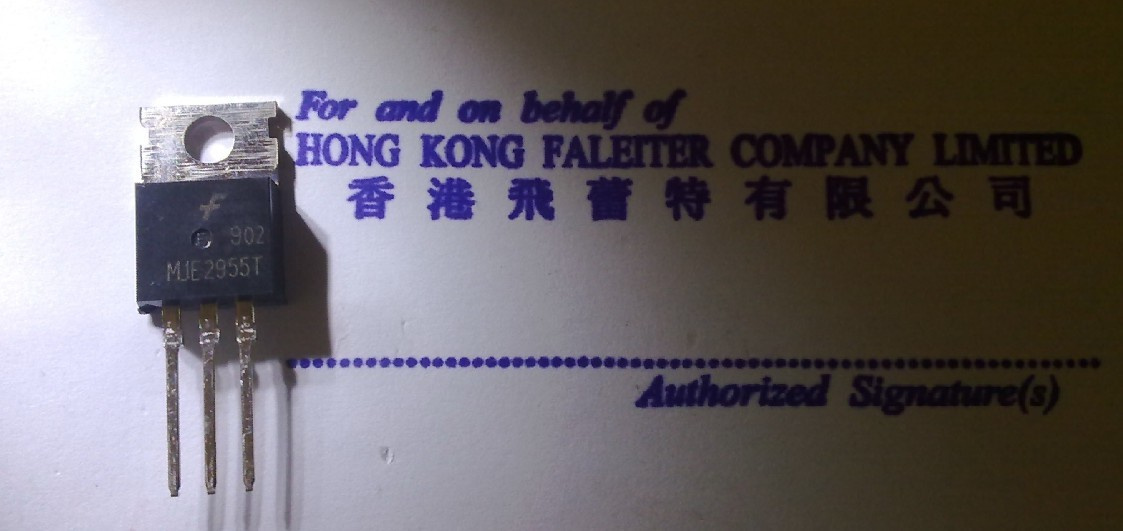 For and on behalf of
HONG KONG FALEITER COMPANY LIMITED
香港飛蕾特有限公司
902
MJE2955T
Authorized Signature(s)